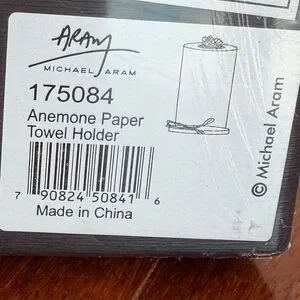 ARAM
MICHAEL ARAM
175084
Anemone Paper
Towel Holder
7 90824 50841 6
Made in China
© Michael Aram